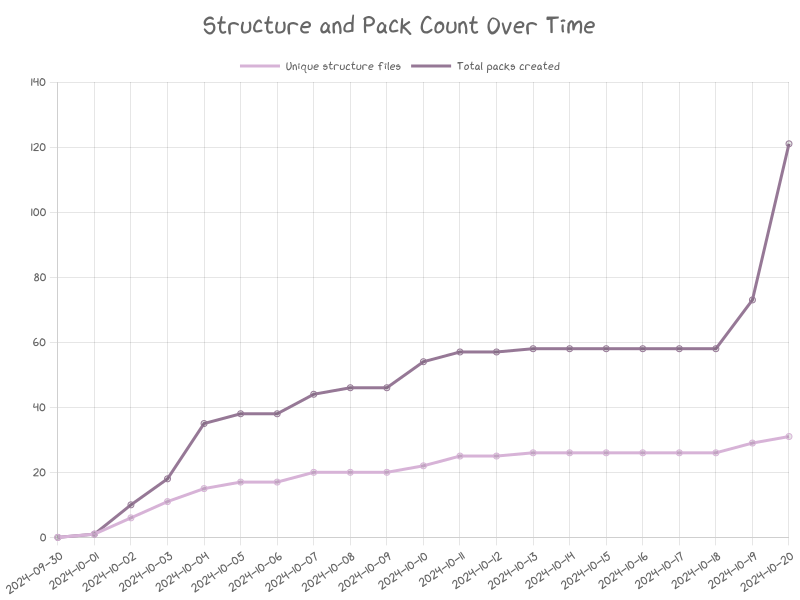 Structure and Pack Count Over Time
Unique structure files Total packs created
140
120
100
80
60
40
20
0
2024-09-30 2024-10-01 2024-10-02 2024-10-03 2024-10-04 2024-10-05 2024-10-06 2024-10-07 2024-10-08 2024-10-09 2024-10-10 2024-10-11 2024-10-12 2024-10-13 2024-10-14 2024-10-15 2024-10-16 2024-10-17 2024-10-18 2024-10-19 2024-10-20